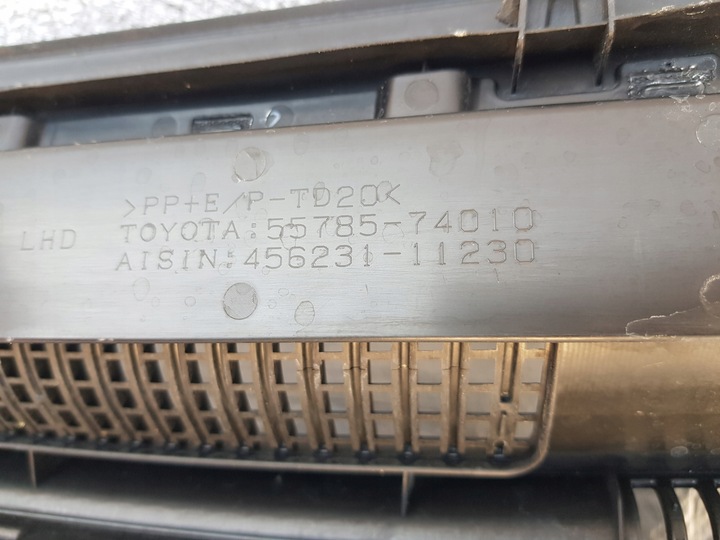 >PP+E/P-TD20<
LHD
TOYOTA:55785-74010
AISIN:456231-11230